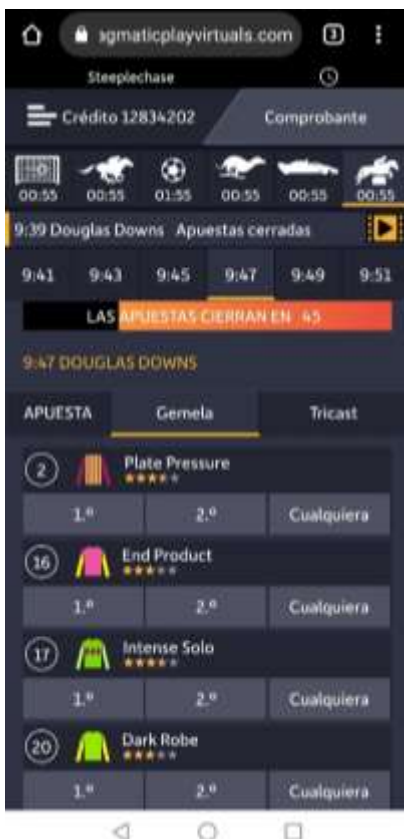 agmaticplayvirtuals.com 3
Steeplechase
Crédito 12834202 Comprobante
00:55 00:55 01:55 00:55 00:55 00:55
9:39 Douglas Downs Apuestas cerradas
9:41 9:43 9:45 9:47 9:49 9:51
LAS APUESTAS CIERRAN EN 45
9:47 DOUGLAS DOWNS
APUESTA Gemela Tricast
2 Plate Pressure
1.º 2.º Cualquiera
16 End Product
1.º 2.º Cualquiera
17 Intense Solo
1.º 2.º Cualquiera
20 Dark Robe
1.º 2.º Cualquiera